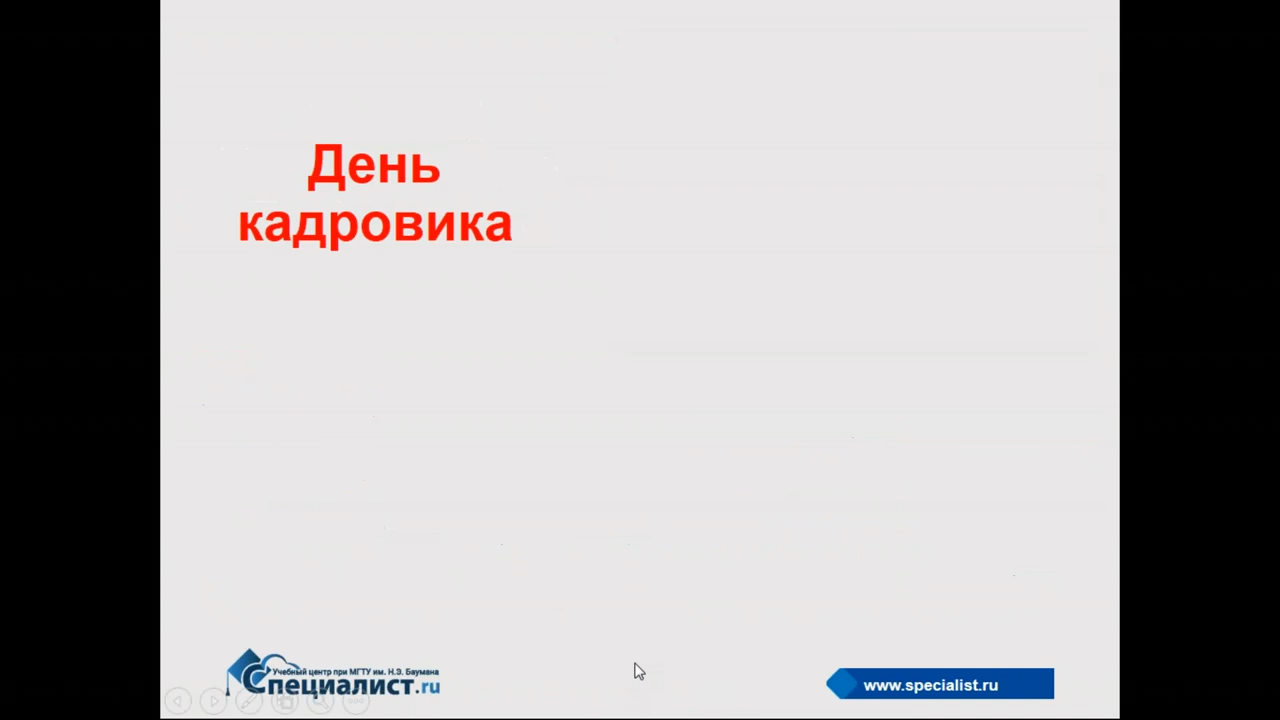 День
кадровика
Учебный центр при МГТУ им. Н.Э. Баумана
Специалист.ru
www.specialist.ru